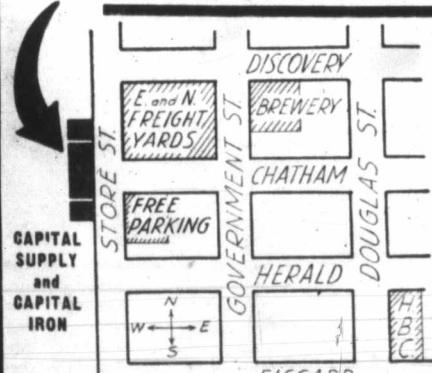 DISCOVERY
E. and N.
FREIGHT
YARDS
BREWERY
STORE ST.
GOVERNMENT ST.
DOUGLAS ST.
CHATHAM
FREE
PARKING
CAPITAL
SUPPLY
and
CAPITAL
IRON
HERALD
N
W E
S
H
B
C